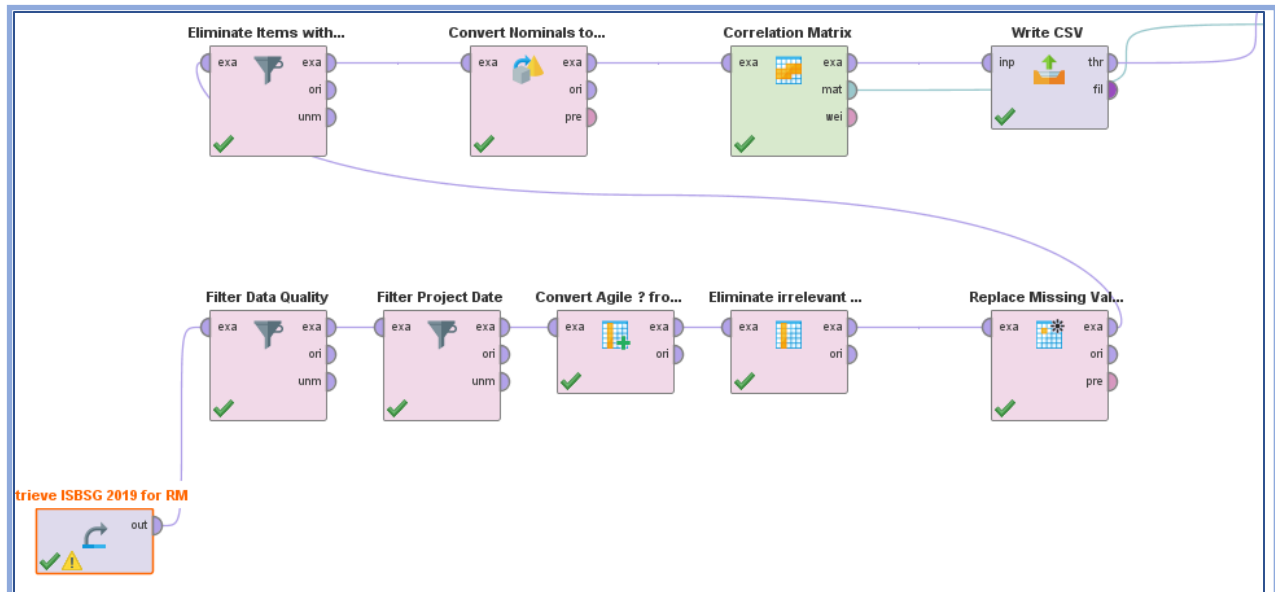 Eliminate Items with... Convert Nominals to... Correlation Matrix Write CSV
exa exa exa exa exa exa inp thr
ori ori mat fil
unm pre wei
Filter Data Quality Filter Project Date Convert Agile ? fro... Eliminate irrelevant ... Replace Missing Val...
exa exa exa exa exa exa exa exa exa exa
ori ori ori ori ori
unm unm pre
trieve ISBSG 2019 for RM
out